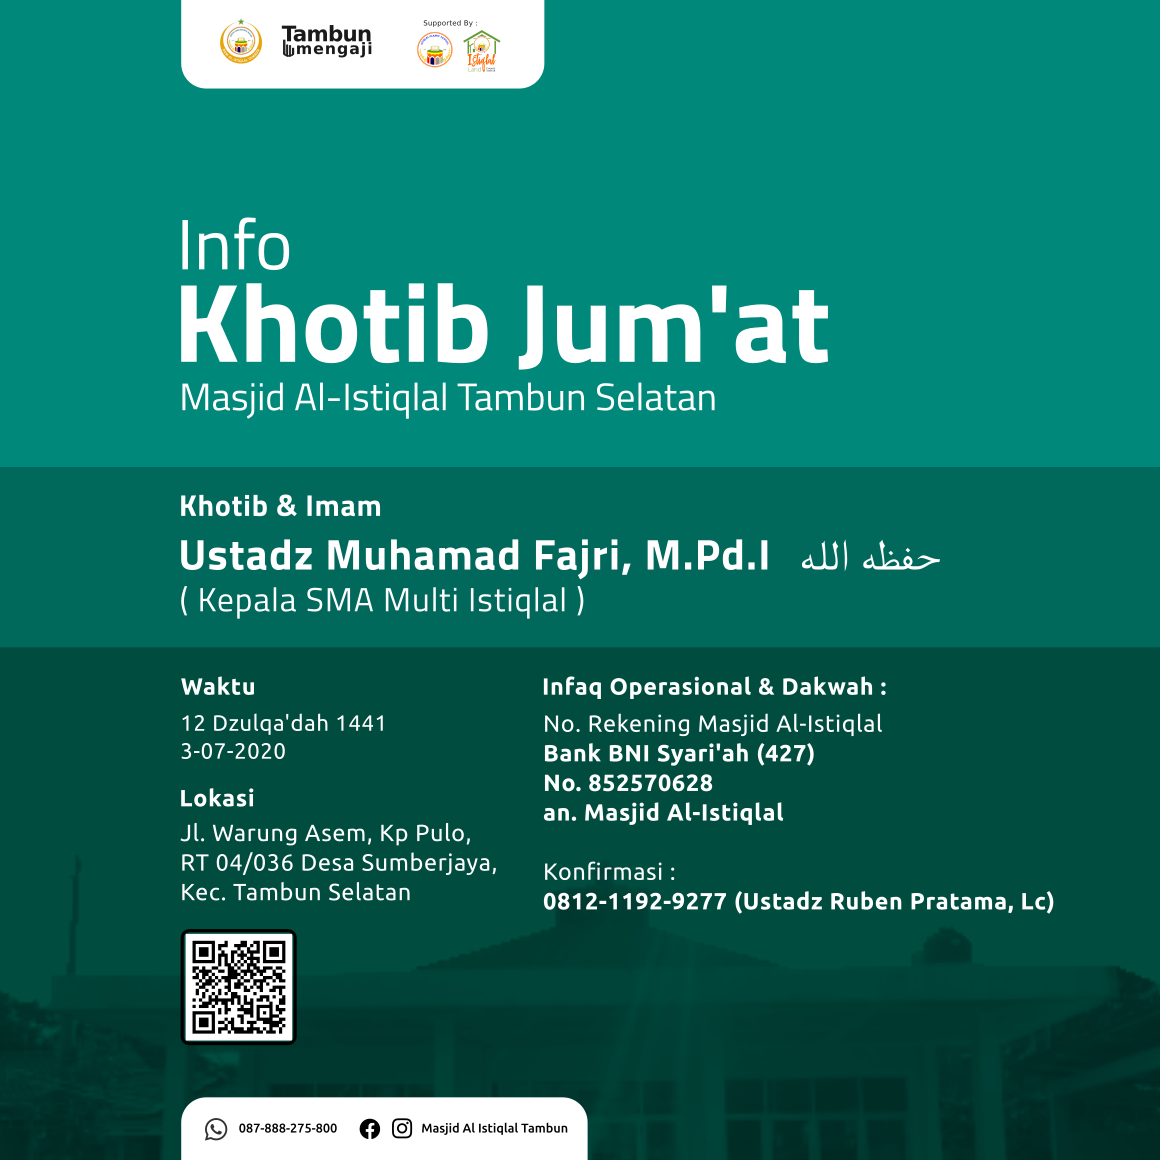 Tambun
mengaji
Supported By :
Istiqlal
Land
Info
Khotib Jum'at
Masjid Al-Istiqlal Tambun Selatan
Khotib & Imam
Ustadz Muhamad Fajri, M.Pd.I حفظه الله
( Kepala SMA Multi Istiqlal )
Waktu
12 Dzulqa'dah 1441
3-07-2020
Lokasi
Jl. Warung Asem, Kp Pulo,
RT 04/036 Desa Sumberjaya,
Kec. Tambun Selatan
Infaq Operasional & Dakwah :
No. Rekening Masjid Al-Istiqlal
Bank BNI Syari'ah (427)
No. 852570628
an. Masjid Al-Istiqlal
Konfirmasi :
0812-1192-9277 (Ustadz Ruben Pratama, Lc)
087-888-275-800
Masjid Al Istiqlal Tambun